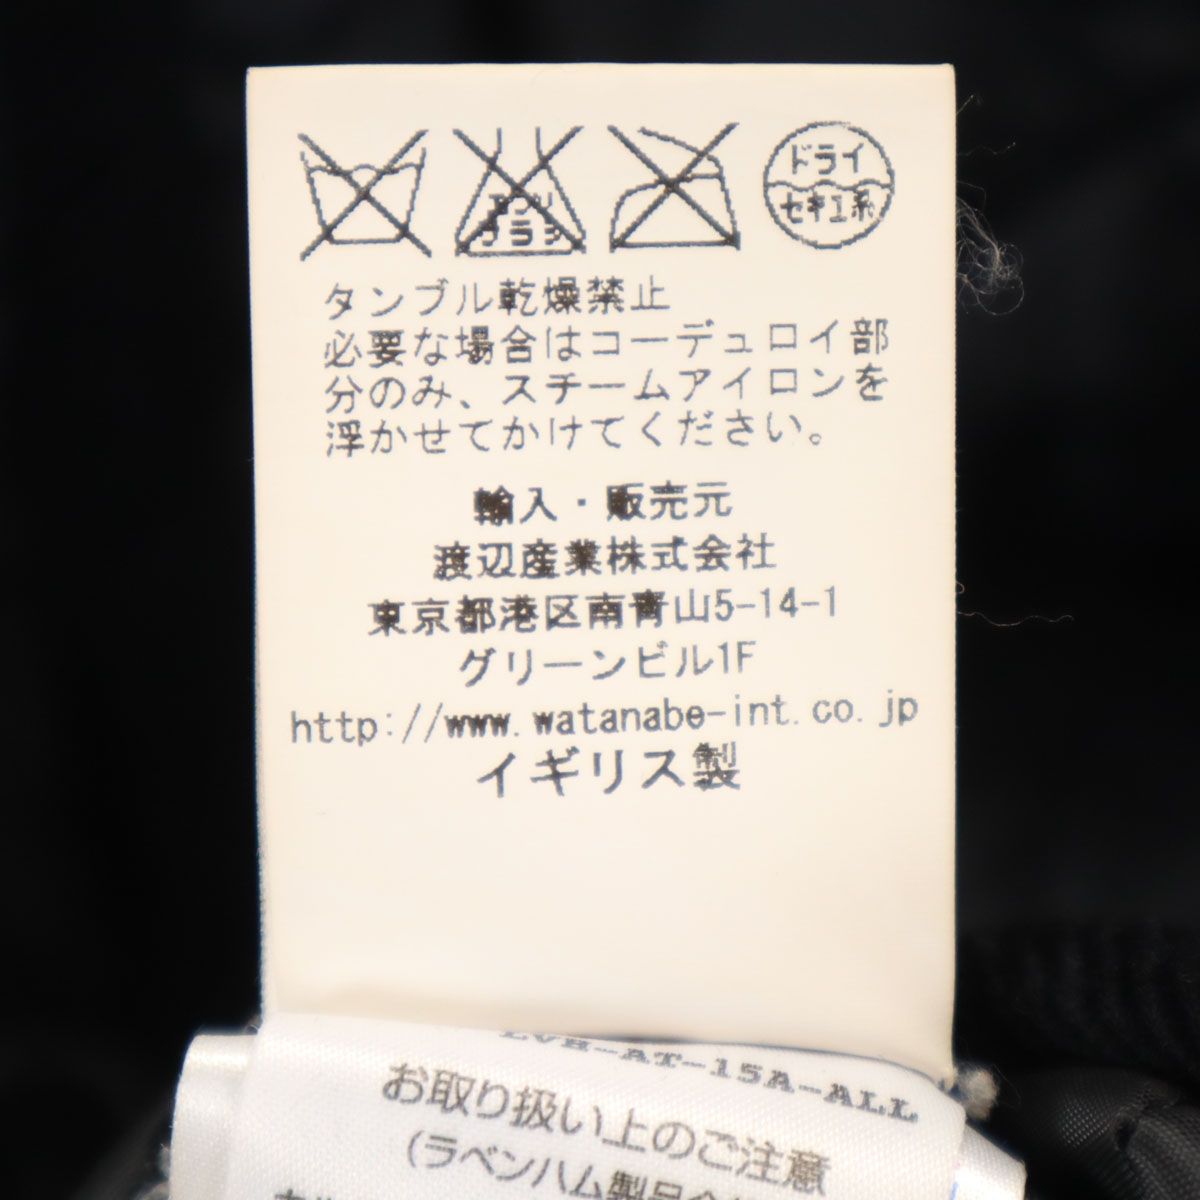 エンソ
サラシ
ドライ
セキユ系
タンブル乾燥禁止
必要な場合はコーデュロイ部
分のみ、スチームアイロンを
浮かせてかけてください。
輸入・販売元
渡辺産業株式会社
東京都港区南青山5-14-1
グリーンビル1F
http://www.watanabe-int.co.jp
イギリス製
LVH-AT-15A-ALL
お取り扱い上のご注意
(ラベンハム製品